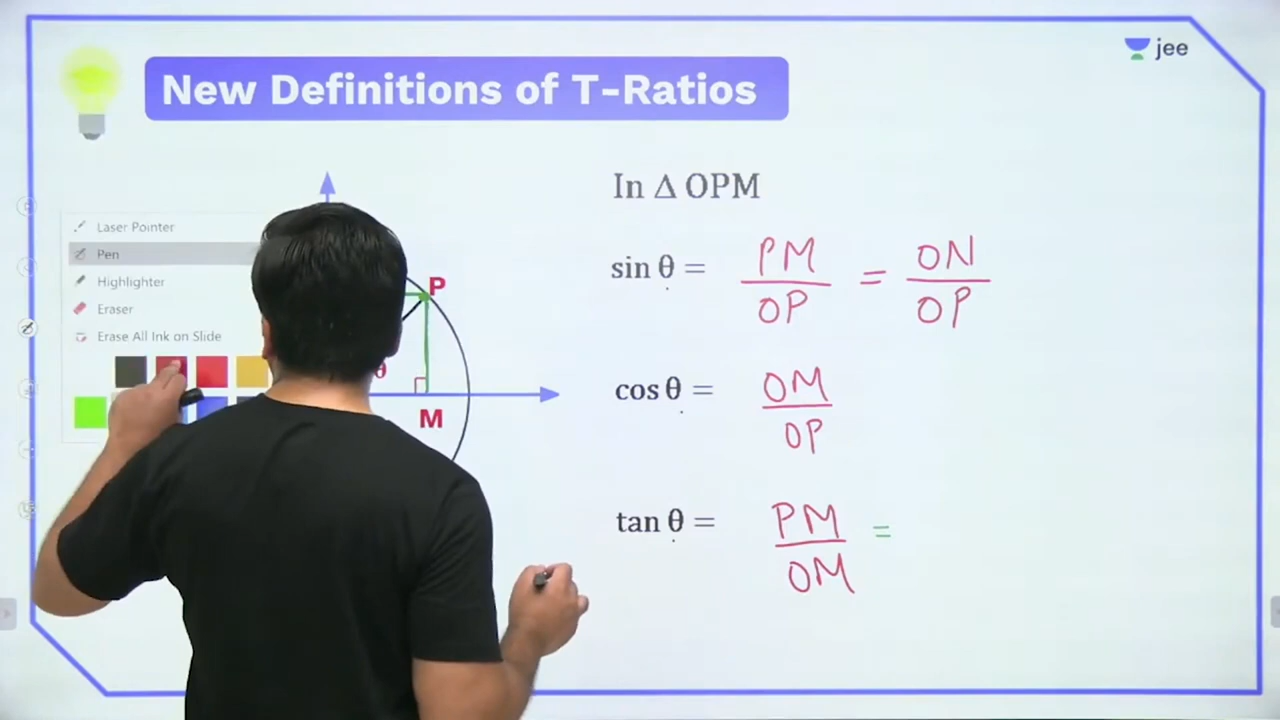 New Definitions of T-Ratios
jee
In Δ OPM
Laser Pointer
Pen
Highlighter
Eraser
Erase All Ink on Slide
P
θ
M
sin θ = PM/OP = ON/OP
cos θ = OM/OP
tan θ = PM/OM =